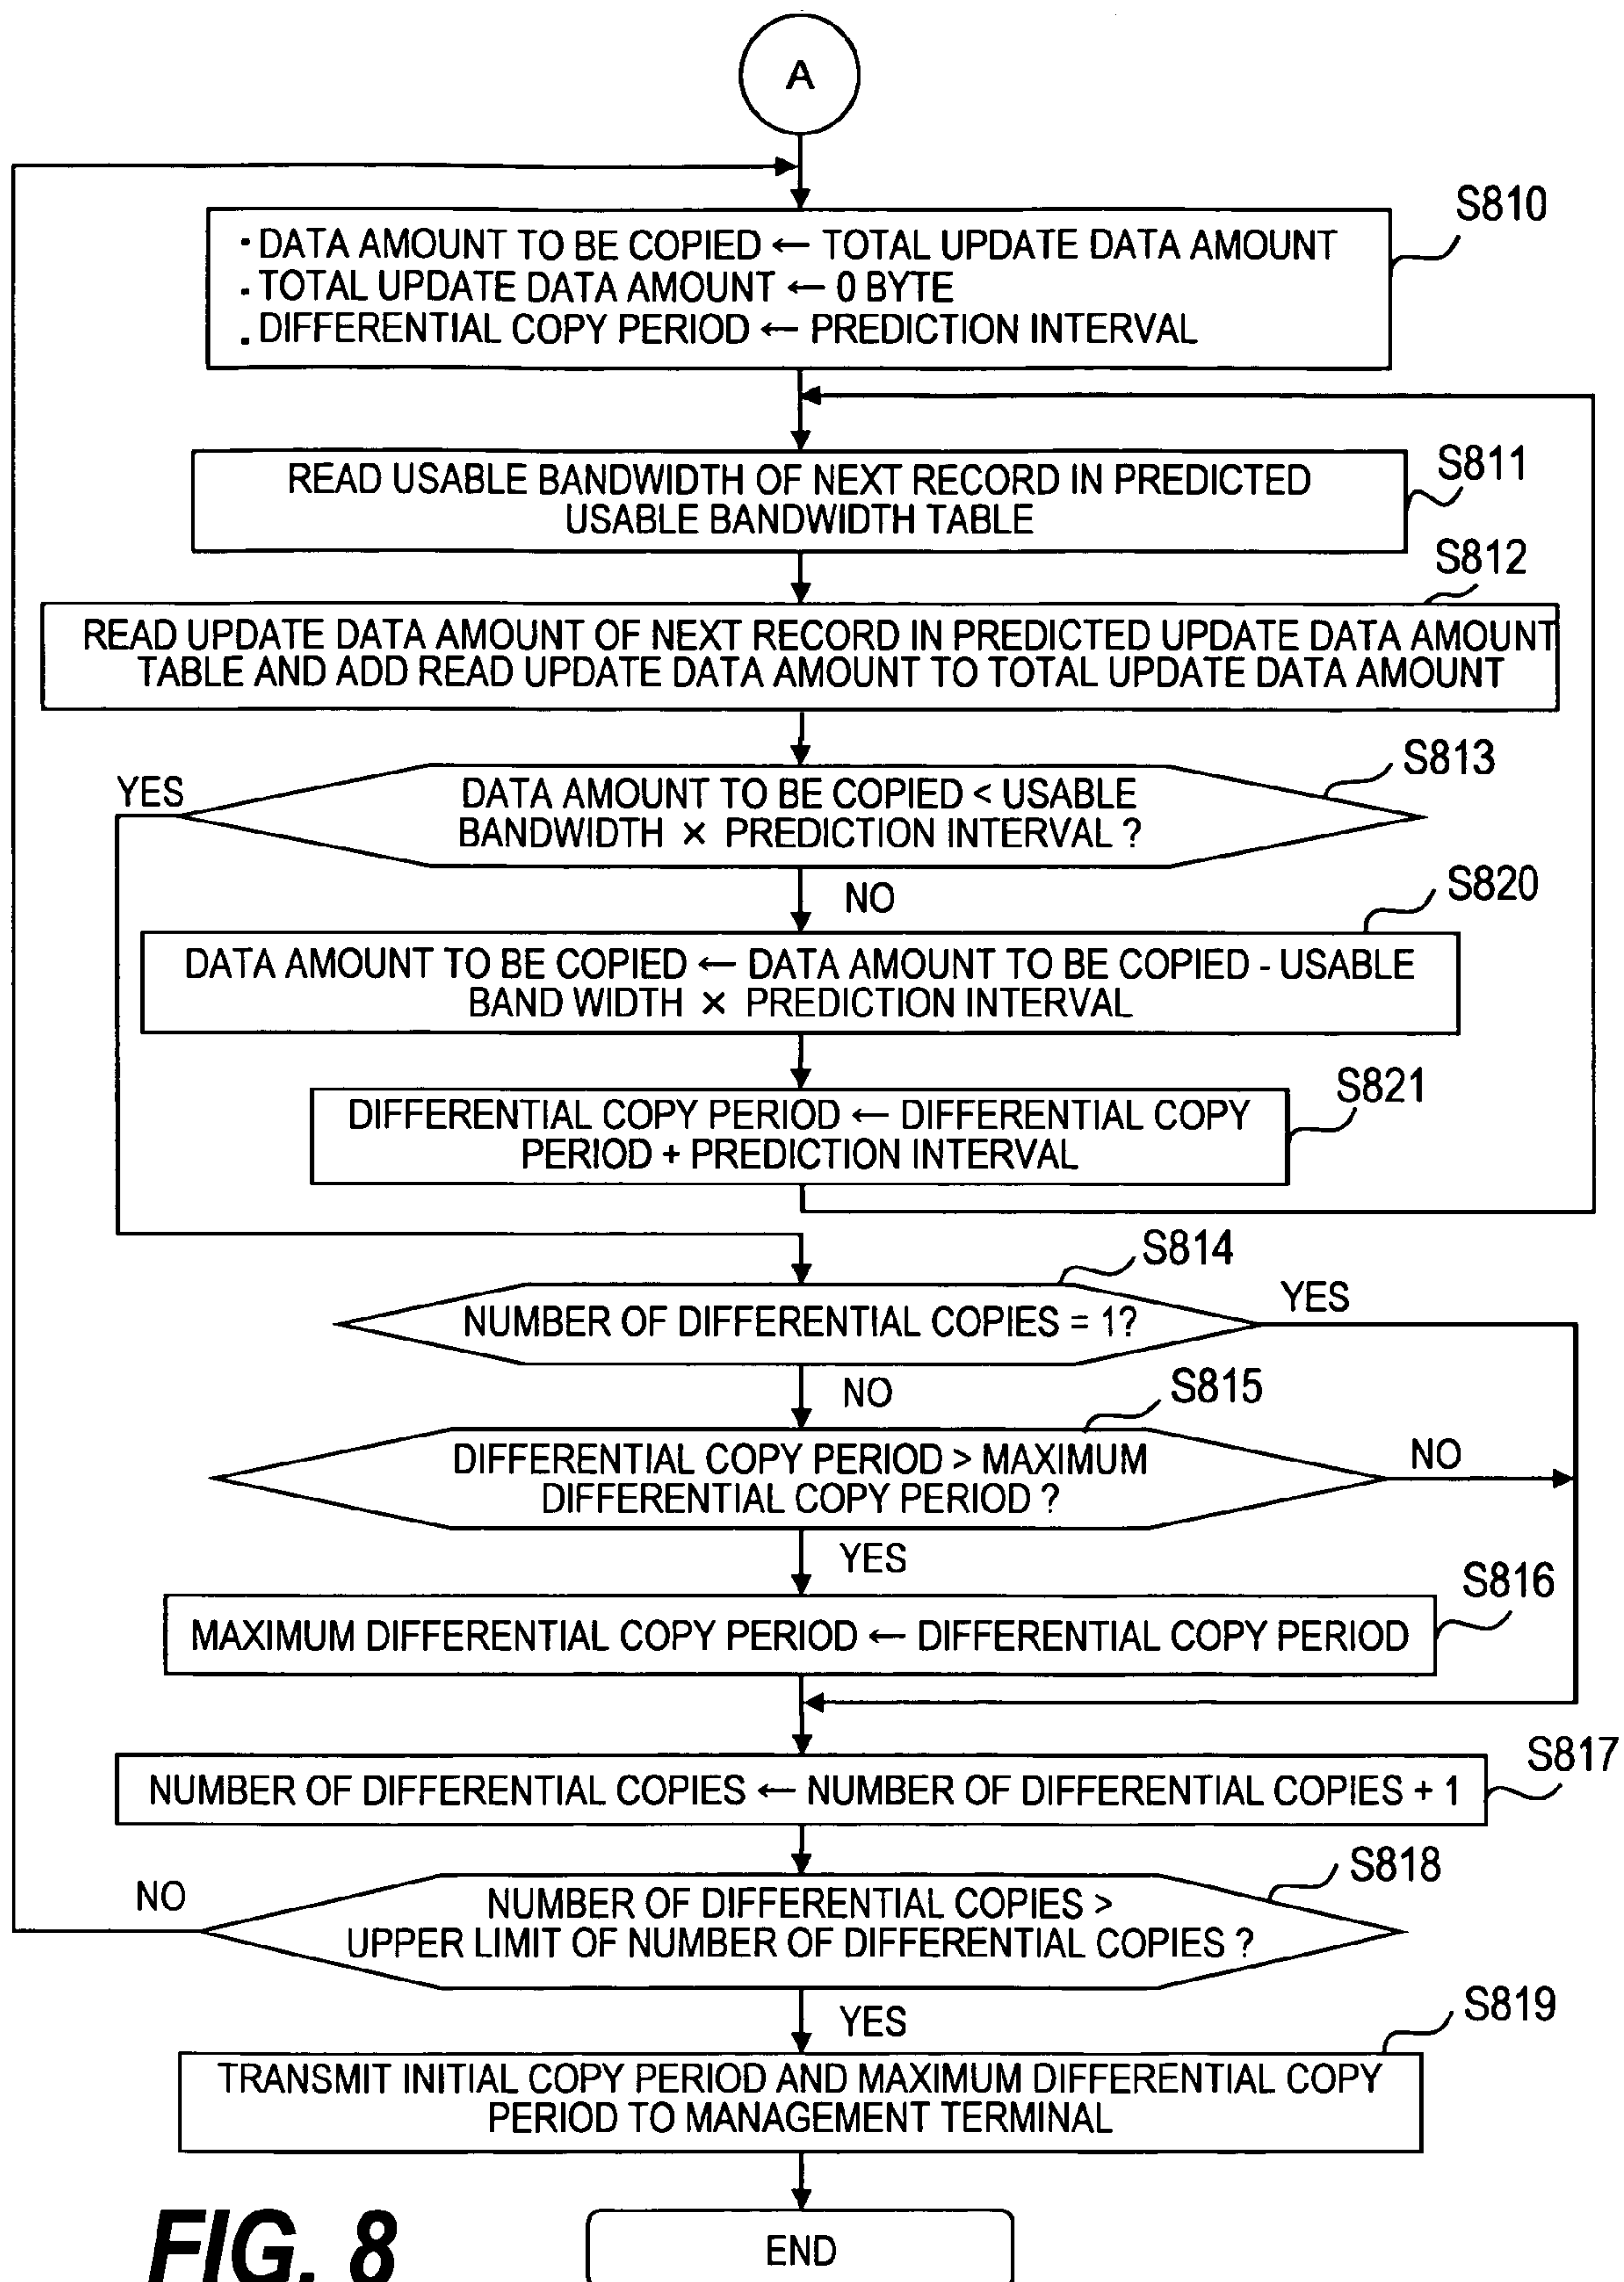 A
S810
· DATA AMOUNT TO BE COPIED ← TOTAL UPDATE DATA AMOUNT
· TOTAL UPDATE DATA AMOUNT ← 0 BYTE
. DIFFERENTIAL COPY PERIOD ← PREDICTION INTERVAL
S811
READ USABLE BANDWIDTH OF NEXT RECORD IN PREDICTED
USABLE BANDWIDTH TABLE
S812
READ UPDATE DATA AMOUNT OF NEXT RECORD IN PREDICTED UPDATE DATA AMOUNT
TABLE AND ADD READ UPDATE DATA AMOUNT TO TOTAL UPDATE DATA AMOUNT
S813
YES
DATA AMOUNT TO BE COPIED < USABLE
BANDWIDTH × PREDICTION INTERVAL ?
NO
S820
DATA AMOUNT TO BE COPIED ← DATA AMOUNT TO BE COPIED - USABLE
BAND WIDTH × PREDICTION INTERVAL
S821
DIFFERENTIAL COPY PERIOD ← DIFFERENTIAL COPY
PERIOD + PREDICTION INTERVAL
S814
NUMBER OF DIFFERENTIAL COPIES = 1?
YES
NO
S815
DIFFERENTIAL COPY PERIOD > MAXIMUM
DIFFERENTIAL COPY PERIOD ?
NO
YES
S816
MAXIMUM DIFFERENTIAL COPY PERIOD ← DIFFERENTIAL COPY PERIOD
S817
NUMBER OF DIFFERENTIAL COPIES ← NUMBER OF DIFFERENTIAL COPIES + 1
S818
NO
NUMBER OF DIFFERENTIAL COPIES >
UPPER LIMIT OF NUMBER OF DIFFERENTIAL COPIES ?
YES
S819
TRANSMIT INITIAL COPY PERIOD AND MAXIMUM DIFFERENTIAL COPY
PERIOD TO MANAGEMENT TERMINAL
FIG. 8
END